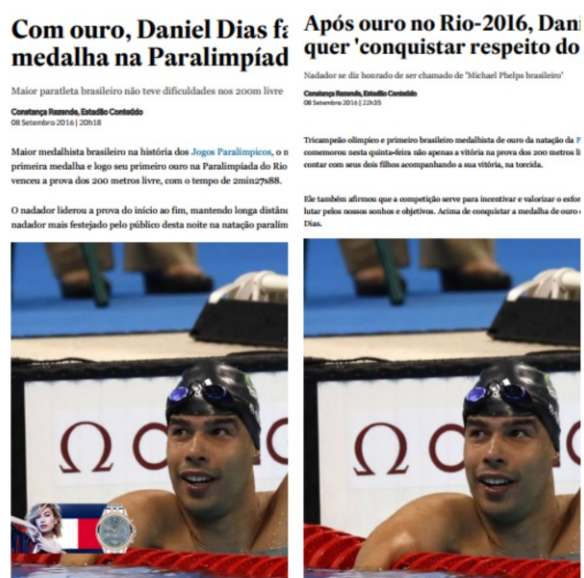 Com ouro, Daniel Dias fa
medalha na Paralimpíad
Maior paratleta brasileiro não teve dificuldades nos 200m livre
Constança Rezende, Estadão Conteúdo
08 Setembro 2016 | 20h18
Maior medalhista brasileiro na história dos Jogos Paralímpicos, o n
primeira medalha e logo seu primeiro ouro na Paralimpíada do Rio
venceu a prova dos 200 metros livre, com o tempo de 2min27s88.
O nadador liderou a prova do início ao fim, mantendo longa distânc
nadador mais festejado pelo público desta noite na natação paralím
Ω O
Após ouro no Rio-2016, Dani
quer 'conquistar respeito do
Nadador se diz honrado de ser chamado de 'Michael Phelps brasileiro'
Constança Rezende, Estadão Conteúdo
08 Setembro 2016 | 22h35
Tricampeão olímpico e primeiro brasileiro medalhista de ouro da natação da P
comemorou nesta quinta-feira não apenas a vitória na prova dos 200 metros li
contar com seus dois filhos acompanhando a sua vitória, na torcida.
Ele também afirmou que a competição serve para incentivar e valorizar o esfor
lutar pelos nossos sonhos e objetivos. Acima de conquistar a medalha de ouro
Dias.
Ω O